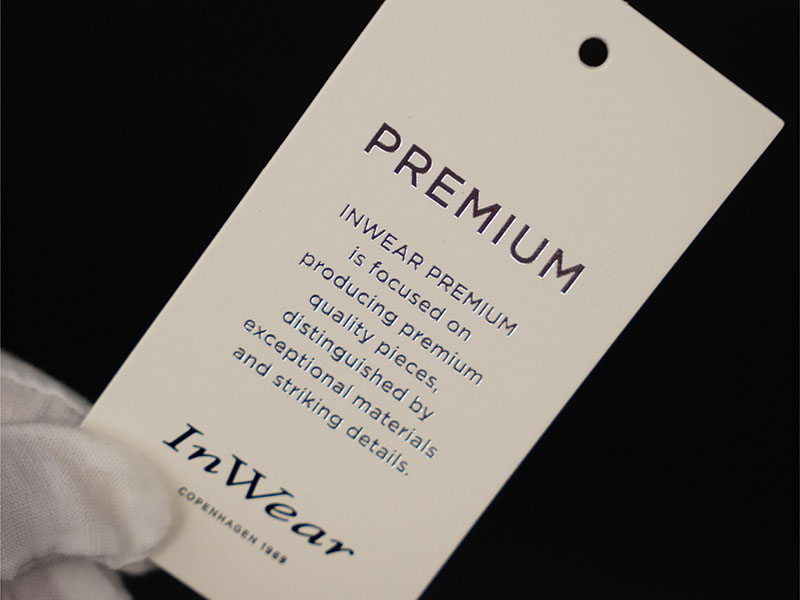 PREMIUM
INWEAR PREMIUM
is focused on
producing premium
quality pieces,
distinguished by
exceptional materials
and striking details.
InWear
COPENHAGEN 1969